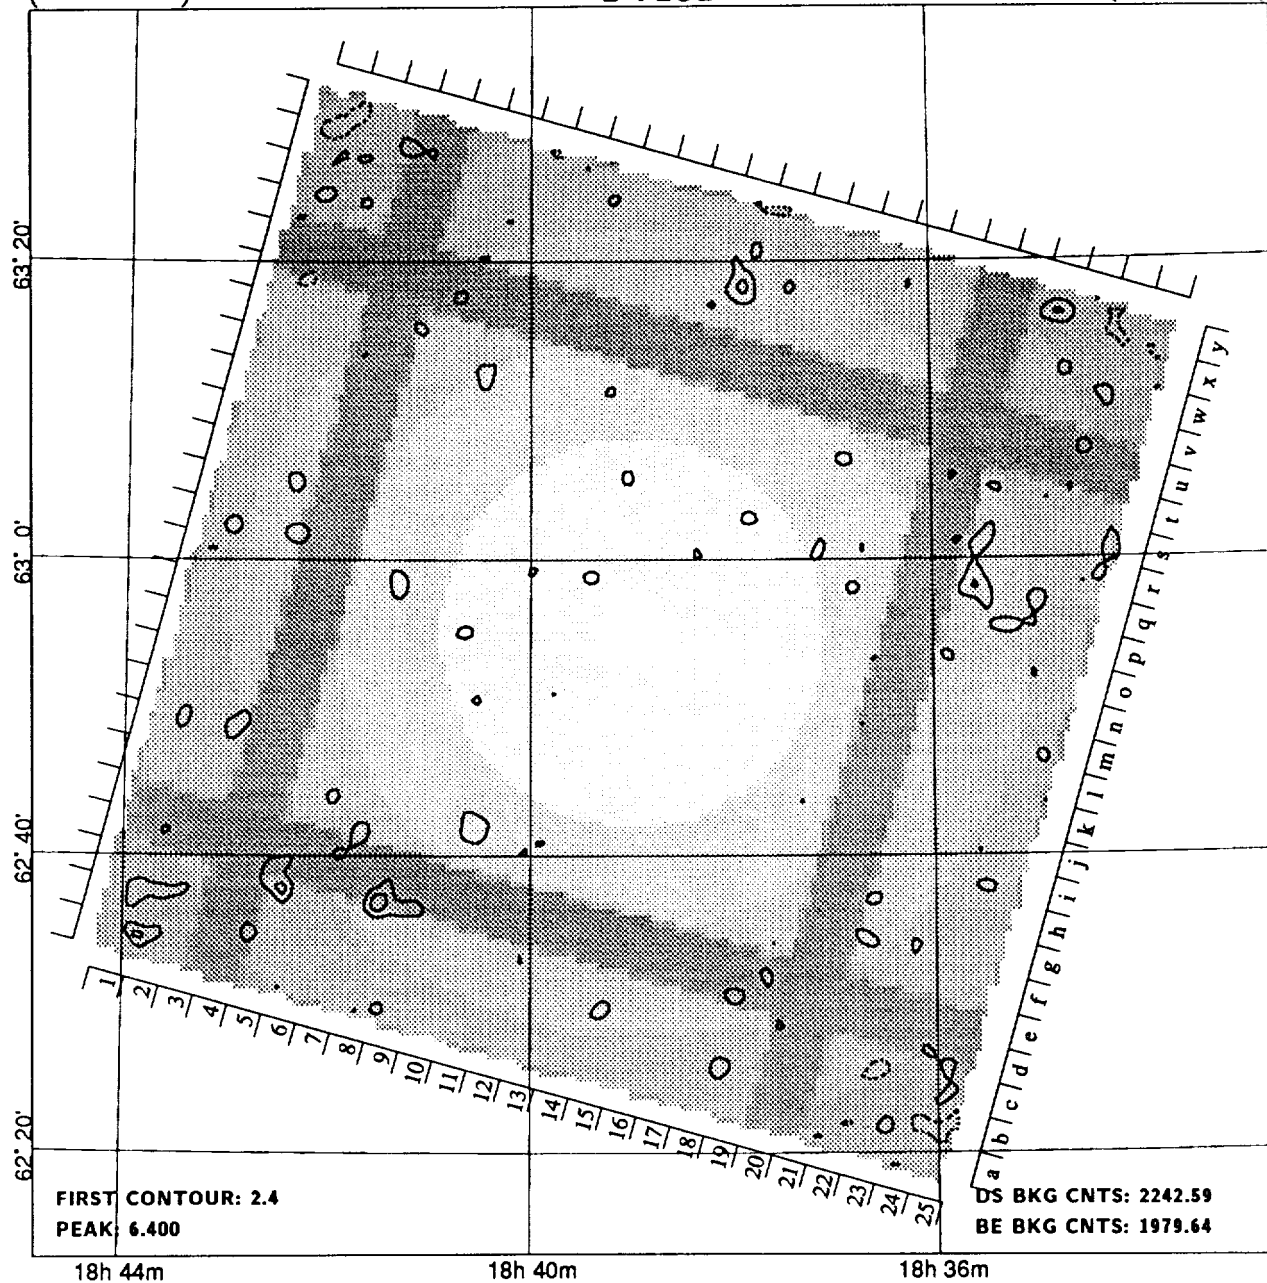 63° 20'
63° 0'
62° 40'
62° 20'
a b c d e f g h i j k l m n o p q r s t u v w x y
1 2 3 4 5 6 7 8 9 10 11 12 13 14 15 16 17 18 19 20 21 22 23 24 25
FIRST CONTOUR: 2.4
PEAK: 6.400
DS BKG CNTS: 2242.59
BE BKG CNTS: 1979.64
18h 44m
18h 40m
18h 36m